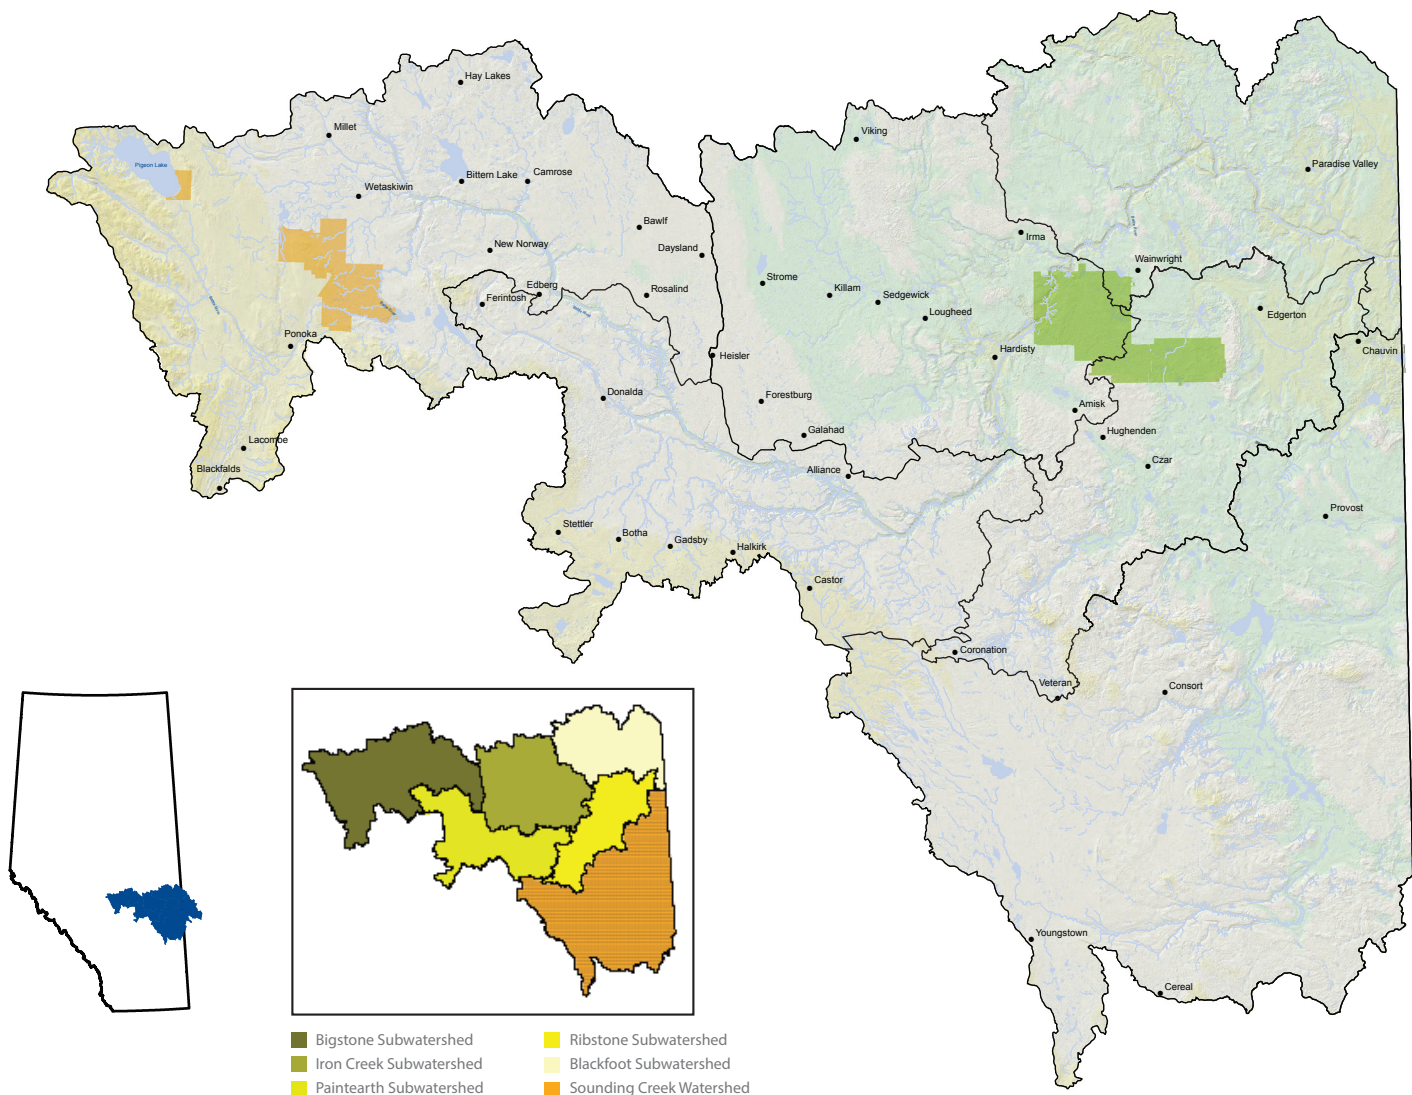 Hay Lakes
Millet
Viking
Pigeon Lake
Paradise Valley
Bittern Lake
Camrose
Wetaskiwin
Bawlf
Irma
New Norway
Daysland
Wainwright
Strome
Edberg
Rosalind
Killam
Sedgewick
Ferintosh
Edgerton
Lougheed
Ponoka
Chauvin
Heisler
Hardisty
Donalda
Forestburg
Amisk
Galahad
Hughenden
Lacombe
Czar
Blackfalds
Alliance
Provost
Stettler
Botha
Gadsby
Halkirk
Castor
Coronation
Veteran
Consort
Youngstown
Cereal
Bigstone Subwatershed
Iron Creek Subwatershed
Paintearth Subwatershed
Ribstone Subwatershed
Blackfoot Subwatershed
Sounding Creek Watershed